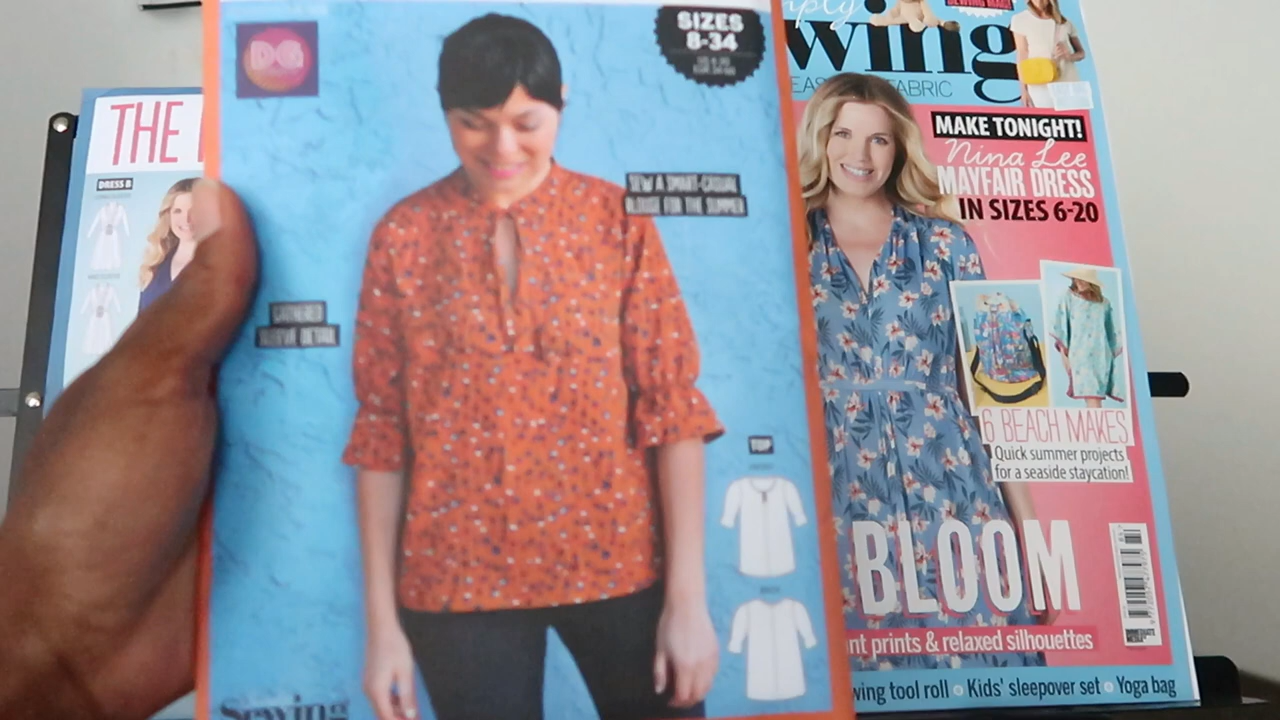 THE
DRESS B
DG
SIZES
8-34
SEW A SMART-CASUAL
BLOUSE FOR THE SUMMER
GATHERED
SLEEVE DETAIL
TOP
Sewing
wing
FABRIC
MAKE TONIGHT!
Nina Lee
MAYFAIR DRESS
IN SIZES 6-20
6 BEACH MAKES
Quick summer projects
for a seaside staycation!
BLOOM
nt prints & relaxed silhouettes
wing tool roll • Kids' sleepover set • Yoga bag